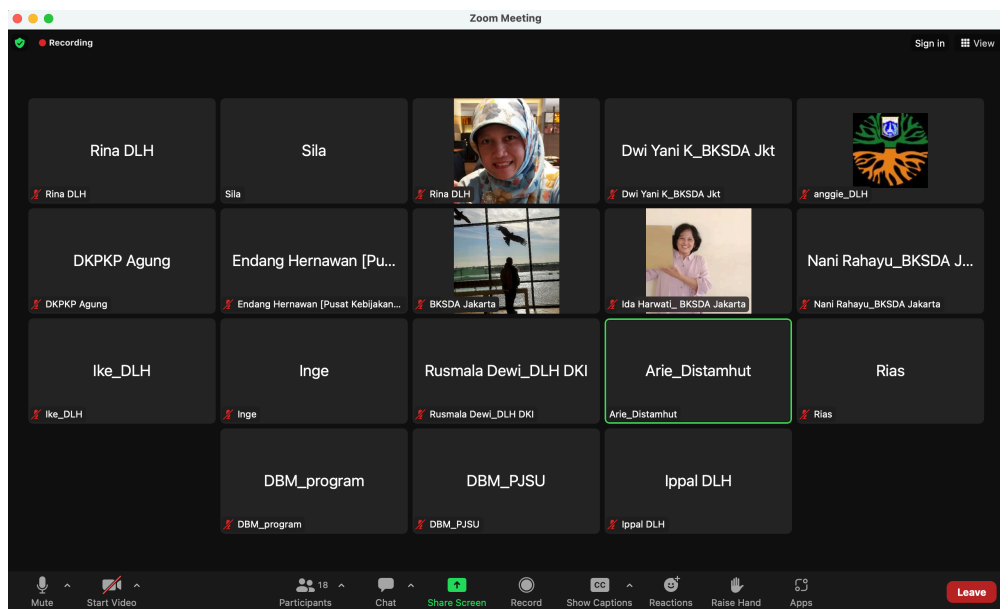 Zoom Meeting
Recording
Sign in
View
Rina DLH
Rina DLH
Sila
Sila
Rina DLH
Dwi Yani K_BKSDA Jkt
Dwi Yani K_BKSDA Jkt
anggie_DLH
DKPKP Agung
DKPKP Agung
Endang Hernawan [Pu...
Endang Hernawan [Pusat Kebijakan...
BKSDA Jakarta
Ida Harwati_ BKSDA Jakarta
Nani Rahayu_BKSDA J...
Nani Rahayu_BKSDA Jakarta
Ike_DLH
Ike_DLH
Inge
Inge
Rusmala Dewi_DLH DKI
Rusmala Dewi_DLH DKI
Arie_Distamhut
Arie_Distamhut
Rias
Rias
DBM_program
DBM_program
DBM_PJSU
DBM_PJSU
Ippal DLH
Ippal DLH
Mute
Start Video
18
Participants
Chat
Share Screen
Record
CC
Show Captions
Reactions
Raise Hand
Apps
Leave